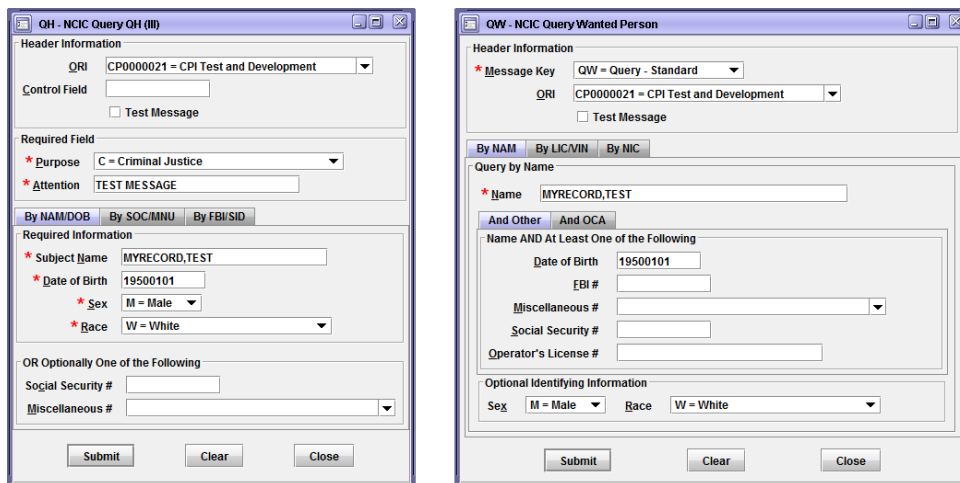 QH - NCIC Query QH (III)
Header Information
ORI CP0000021 = CPI Test and Development
Control Field
Test Message
Required Field
* Purpose C = Criminal Justice
* Attention TEST MESSAGE
By NAM/DOB By SOC/MNU By FBI/SID
Required Information
* Subject Name MYRECORD,TEST
* Date of Birth 19500101
* Sex M = Male
* Race W = White
OR Optionally One of the Following
Social Security #
Miscellaneous #
Submit Clear Close
QW - NCIC Query Wanted Person
Header Information
* Message Key QW = Query - Standard
ORI CP0000021 = CPI Test and Development
Test Message
By NAM By LIC/VIN By NIC
Query by Name
* Name MYRECORD,TEST
And Other And OCA
Name AND At Least One of the Following
Date of Birth 19500101
FBI #
Miscellaneous #
Social Security #
Operator's License #
Optional Identifying Information
Sex M = Male Race W = White
Submit Clear Close